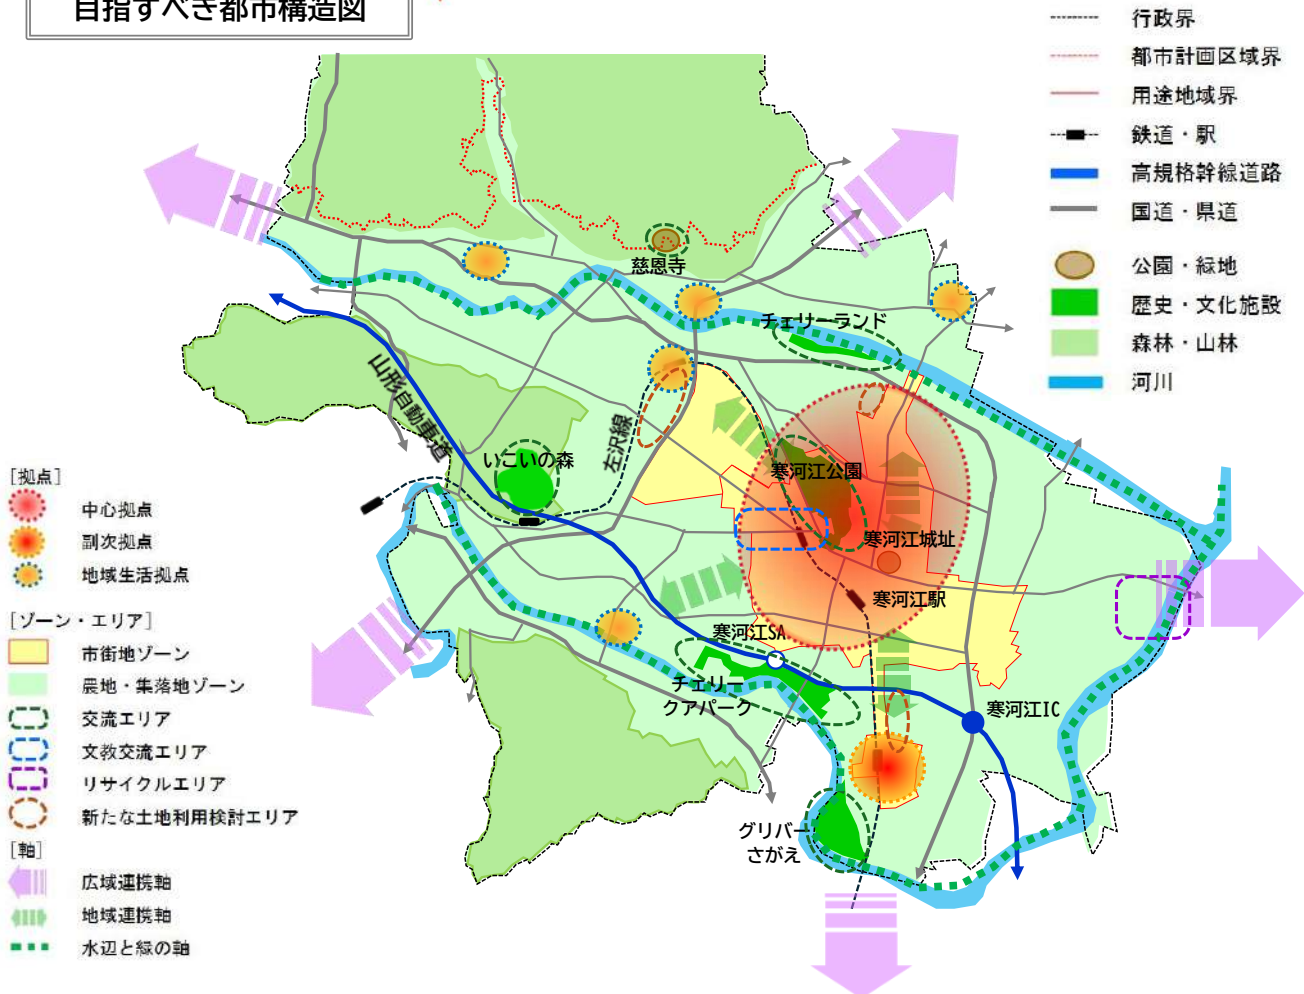 目指すべき都市構造図
行政界
都市計画区域界
用途地域界
鉄道・駅
高規格幹線道路
国道・県道
公園・緑地
歴史・文化施設
森林・山林
河川
慈恩寺
チェリーランド
山形自動車道
左沢線
いこいの森
寒河江公園
寒河江城址
寒河江駅
寒河江SA
チェリー
クアパーク
寒河江IC
グリバー
さがえ
[拠点]
中心拠点
副次拠点
地域生活拠点
[ゾーン・エリア]
市街地ゾーン
農地・集落地ゾーン
交流エリア
文教交流エリア
リサイクルエリア
新たな土地利用検討エリア
[軸]
広域連携軸
地域連携軸
水辺と緑の軸